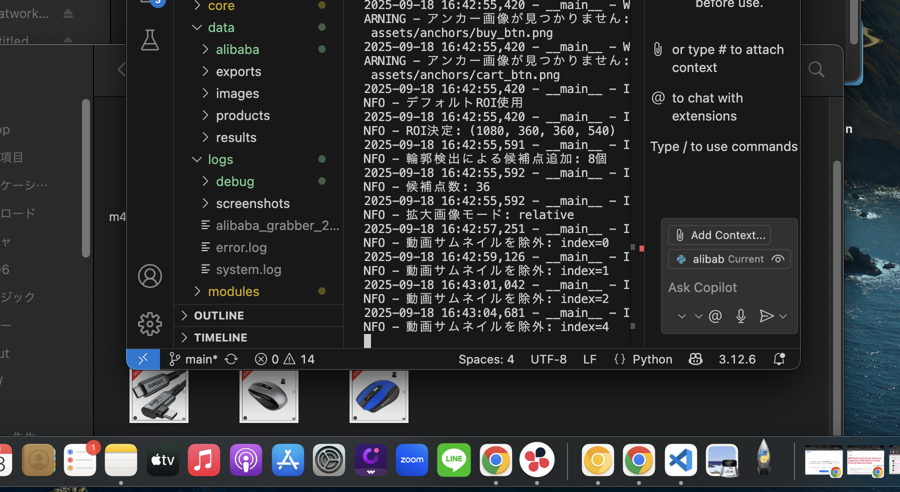 atwork...
titled
項目
ケーシ…
ロード
ャ
06
ジック
ー
ut
m4
n
3
core
data
alibaba
exports
images
products
results
logs
debug
screenshots
alibaba_grabber_2...
error.log
system.log
modules
OUTLINE
TIMELINE
2025-09-18 16:42:55,420 - __main__ - W
ARNING - アンカー画像が見つかりません:
assets/anchors/buy_btn.png
2025-09-18 16:42:55,420 - __main__ - W
ARNING - アンカー画像が見つかりません:
assets/anchors/cart_btn.png
2025-09-18 16:42:55,420 - __main__ - I
NFO - デフォルトROI使用
2025-09-18 16:42:55,420 - __main__ - I
NFO - ROI決定: (1080, 360, 360, 540)
2025-09-18 16:42:55,591 - __main__ - I
NFO - 輪郭検出による候補点追加: 8個
2025-09-18 16:42:55,592 - __main__ - I
NFO - 候補点数: 36
2025-09-18 16:42:55,592 - __main__ - I
NFO - 拡大画像モード: relative
2025-09-18 16:42:57,251 - __main__ - I
NFO - 動画サムネイルを除外: index=0
2025-09-18 16:42:59,126 - __main__ - I
NFO - 動画サムネイルを除外: index=1
2025-09-18 16:43:01,042 - __main__ - I
NFO - 動画サムネイルを除外: index=2
2025-09-18 16:43:04,681 - __main__ - I
NFO - 動画サムネイルを除外: index=4
before use.
or type # to attach
context
@ to chat with
extensions
Type / to use commands
Add Context...
alibab Current
Ask Copilot
@
main* 0 14 Spaces: 4 UTF-8 LF {} Python 3.12.6
1
tv
zoom
LINE